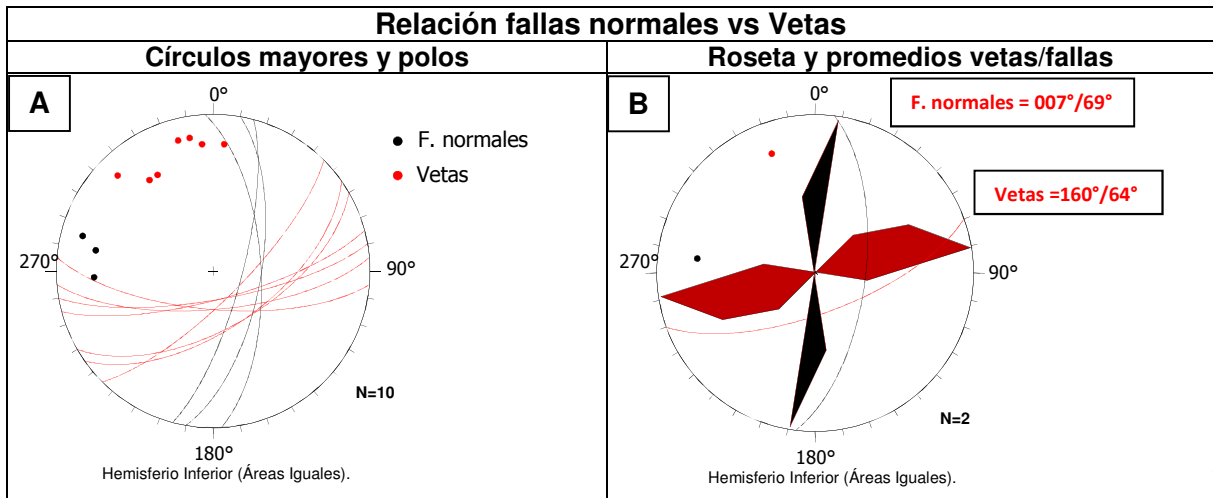 Relación fallas normales vs Vetas
Círculos mayores y polos
Roseta y promedios vetas/fallas
A
0°
F. normales
Vetas
270°
90°
N=10
180°
Hemisferio Inferior (Áreas Iguales).
B
0°
F. normales = 007°/69°
Vetas =160°/64°
270°
90°
N=2
180°
Hemisferio Inferior (Áreas Iguales).